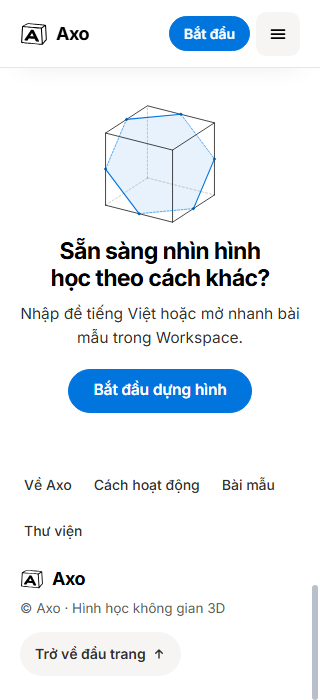 Axo
Bắt đầu
Sẵn sàng nhìn hình
học theo cách khác?
Nhập đề tiếng Việt hoặc mở nhanh bài
mẫu trong Workspace.
Bắt đầu dựng hình
Về Axo
Cách hoạt động
Bài mẫu
Thư viện
Axo
© Axo · Hình học không gian 3D
Trở về đầu trang ↑